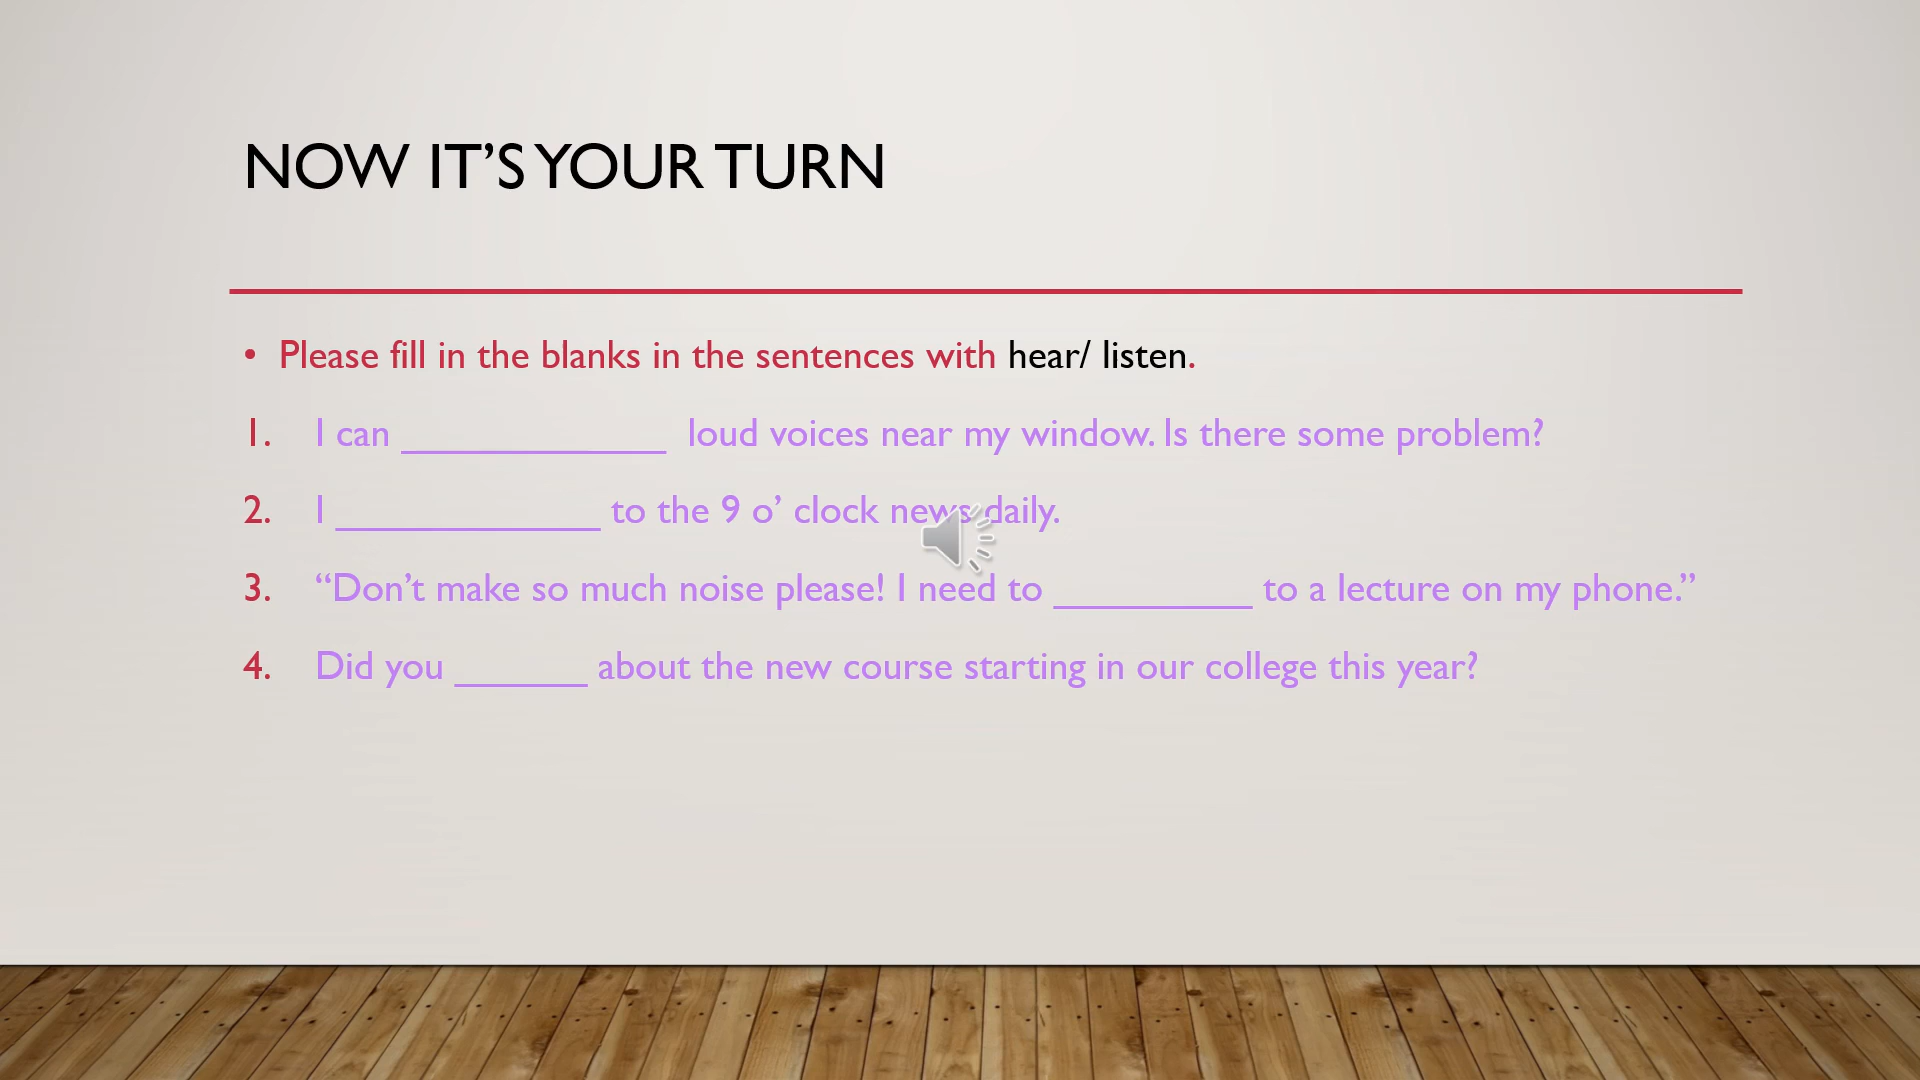 NOW IT’S YOUR TURN
• Please fill in the blanks in the sentences with hear/ listen.
1. I can ____________ loud voices near my window. Is there some problem?
2. I ____________ to the 9 o’ clock news daily.
3. “Don’t make so much noise please! I need to _________ to a lecture on my phone.”
4. Did you ______ about the new course starting in our college this year?